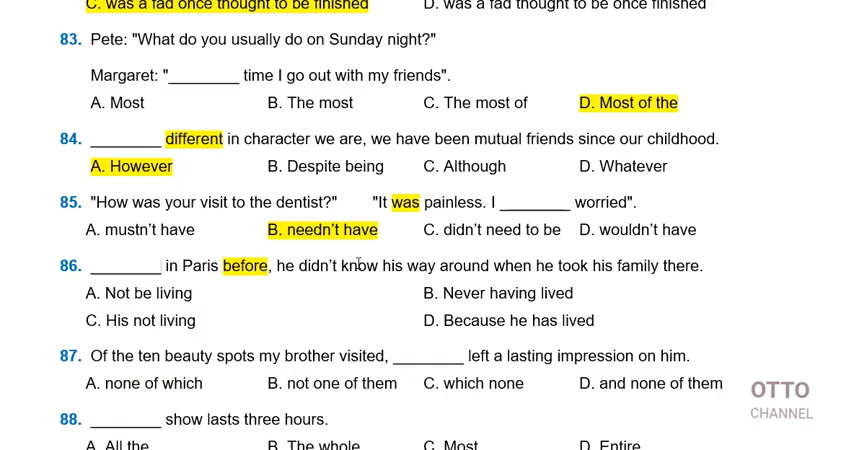 C. was a fad once thought to be finished D. was a fad thought to be once finished
83. Pete: "What do you usually do on Sunday night?"
Margaret: "________ time I go out with my friends".
A. Most B. The most C. The most of D. Most of the
84. ________ different in character we are, we have been mutual friends since our childhood.
A. However B. Despite being C. Although D. Whatever
85. "How was your visit to the dentist?" "It was painless. I ________ worried".
A. mustn’t have B. needn’t have C. didn’t need to be D. wouldn’t have
86. ________ in Paris before, he didn’t know his way around when he took his family there.
A. Not be living B. Never having lived
C. His not living D. Because he has lived
87. Of the ten beauty spots my brother visited, ________ left a lasting impression on him.
A. none of which B. not one of them C. which none D. and none of them
OTTO
CHANNEL
88. ________ show lasts three hours.
A. All the B. The whole C. Most D. Entire